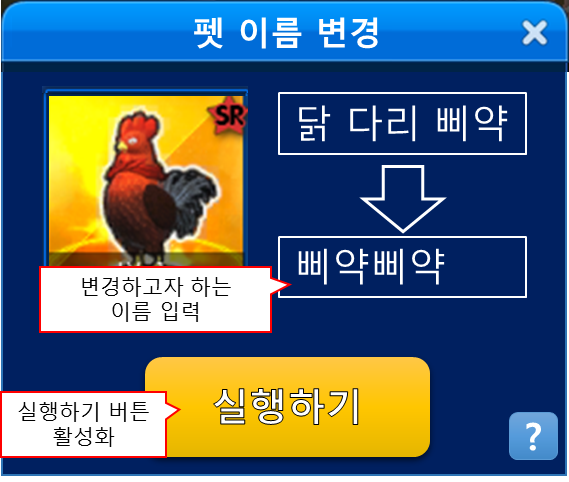 펫 이름 변경
SR
닭 다리 삐약
삐약삐약
변경하고자 하는
이름 입력
실행하기
실행하기 버튼
활성화
?